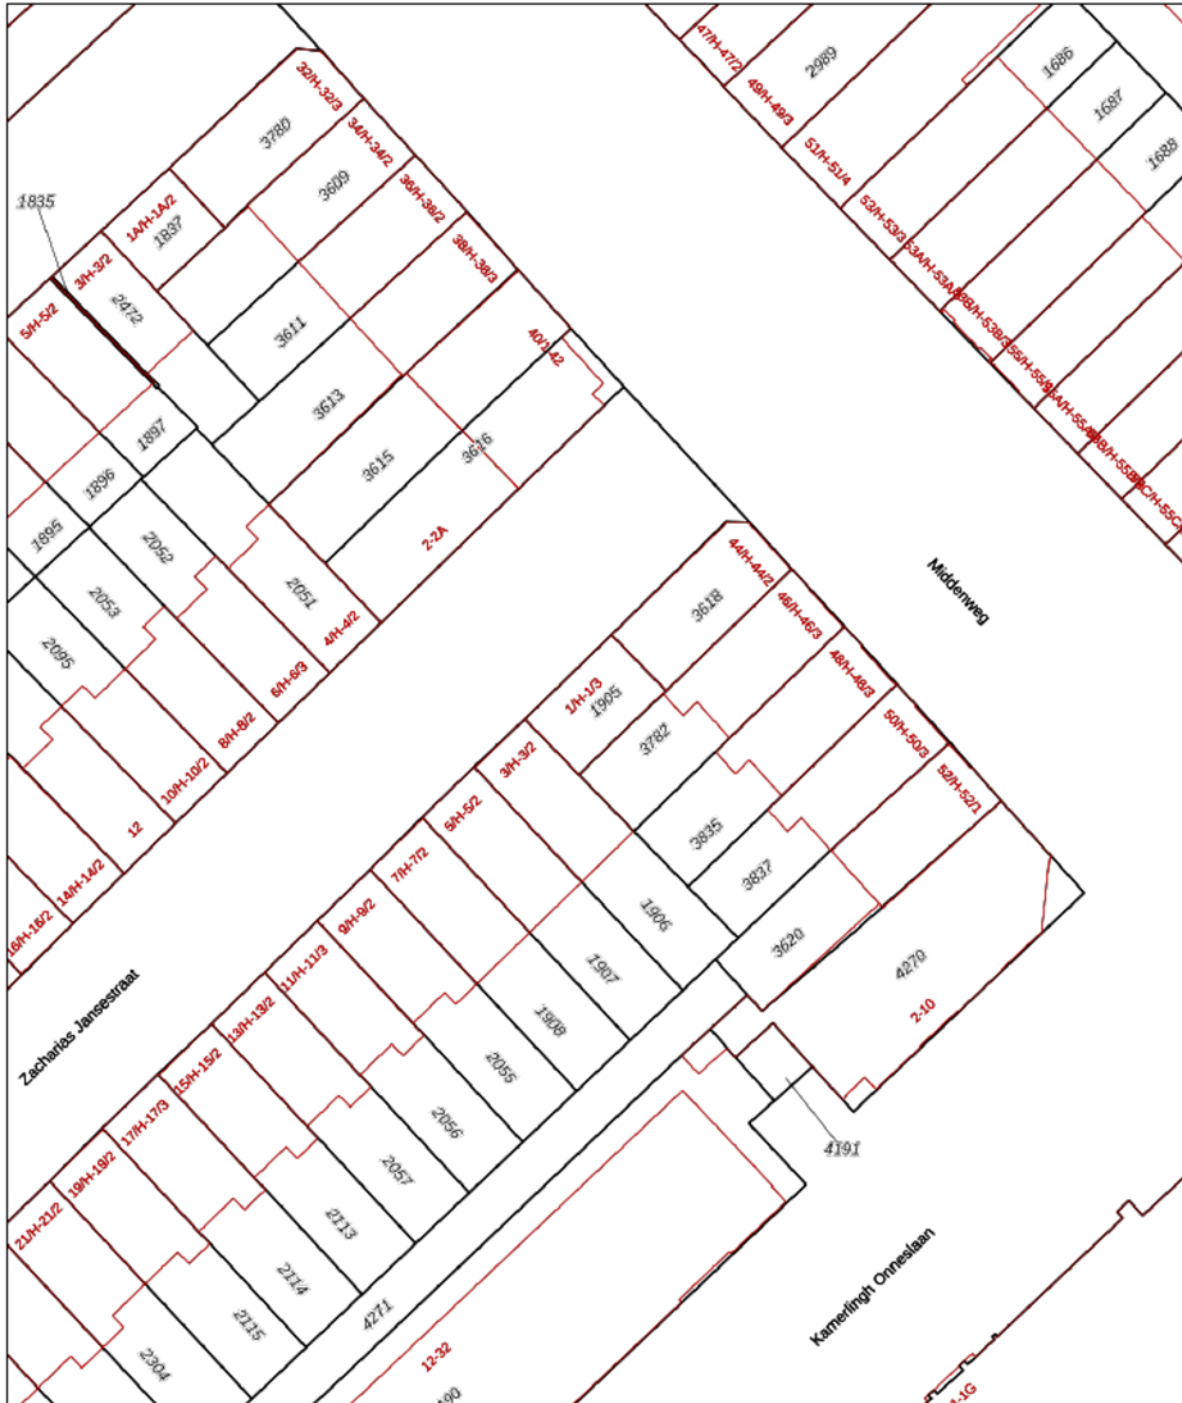 47/H-47/2
2989
49/H-49/3
1686
1687
1688
51/H-51/4
53/H-53/3
32/H-32/3
3780
34/H-34/2
3609
36/H-36/2
1835
1A/H-1A/2
1837
38/H-38/3
3/H-3/2
2472
5/H-5/2
3611
40/1-42
3613
1897
3615
3616
1896
1895
2-2A
2052
2051
2053
4/H-4/2
2095
6/H-6/3
8/H-8/2
10/H-10/2
12
14/H-14/2
16/H-16/2
Middenweg
44/H-44/2
3618
46/H-46/3
48/H-48/3
1/H-1/3
1905
3782
50/H-50/3
3/H-3/2
52/H-52/1
5/H-5/2
3835
7/H-7/2
3837
9/H-9/2
1906
3620
11/H-11/3
1907
4270
2-10
13/H-13/2
1908
Zacharias Jansestraat
15/H-15/2
2055
17/H-17/3
2056
4191
19/H-19/2
2057
21/H-21/2
2113
2114
Kamerlingh Onneslaan
4271
2115
2304
12-32